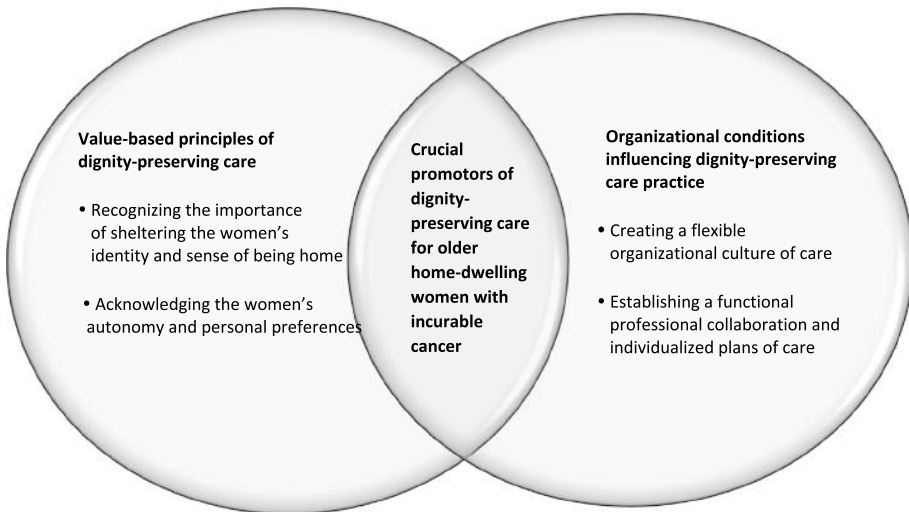 Value-based principles of
dignity-preserving care
• Recognizing the importance
of sheltering the women's
identity and sense of being home
• Acknowledging the women's
autonomy and personal preferences
Crucial
promotors of
dignity-
preserving care
for older
home-dwelling
women with
incurable
cancer
Organizational conditions
influencing dignity-preserving
care practice
• Creating a flexible
organizational culture of care
• Establishing a functional
professional collaboration and
individualized plans of care